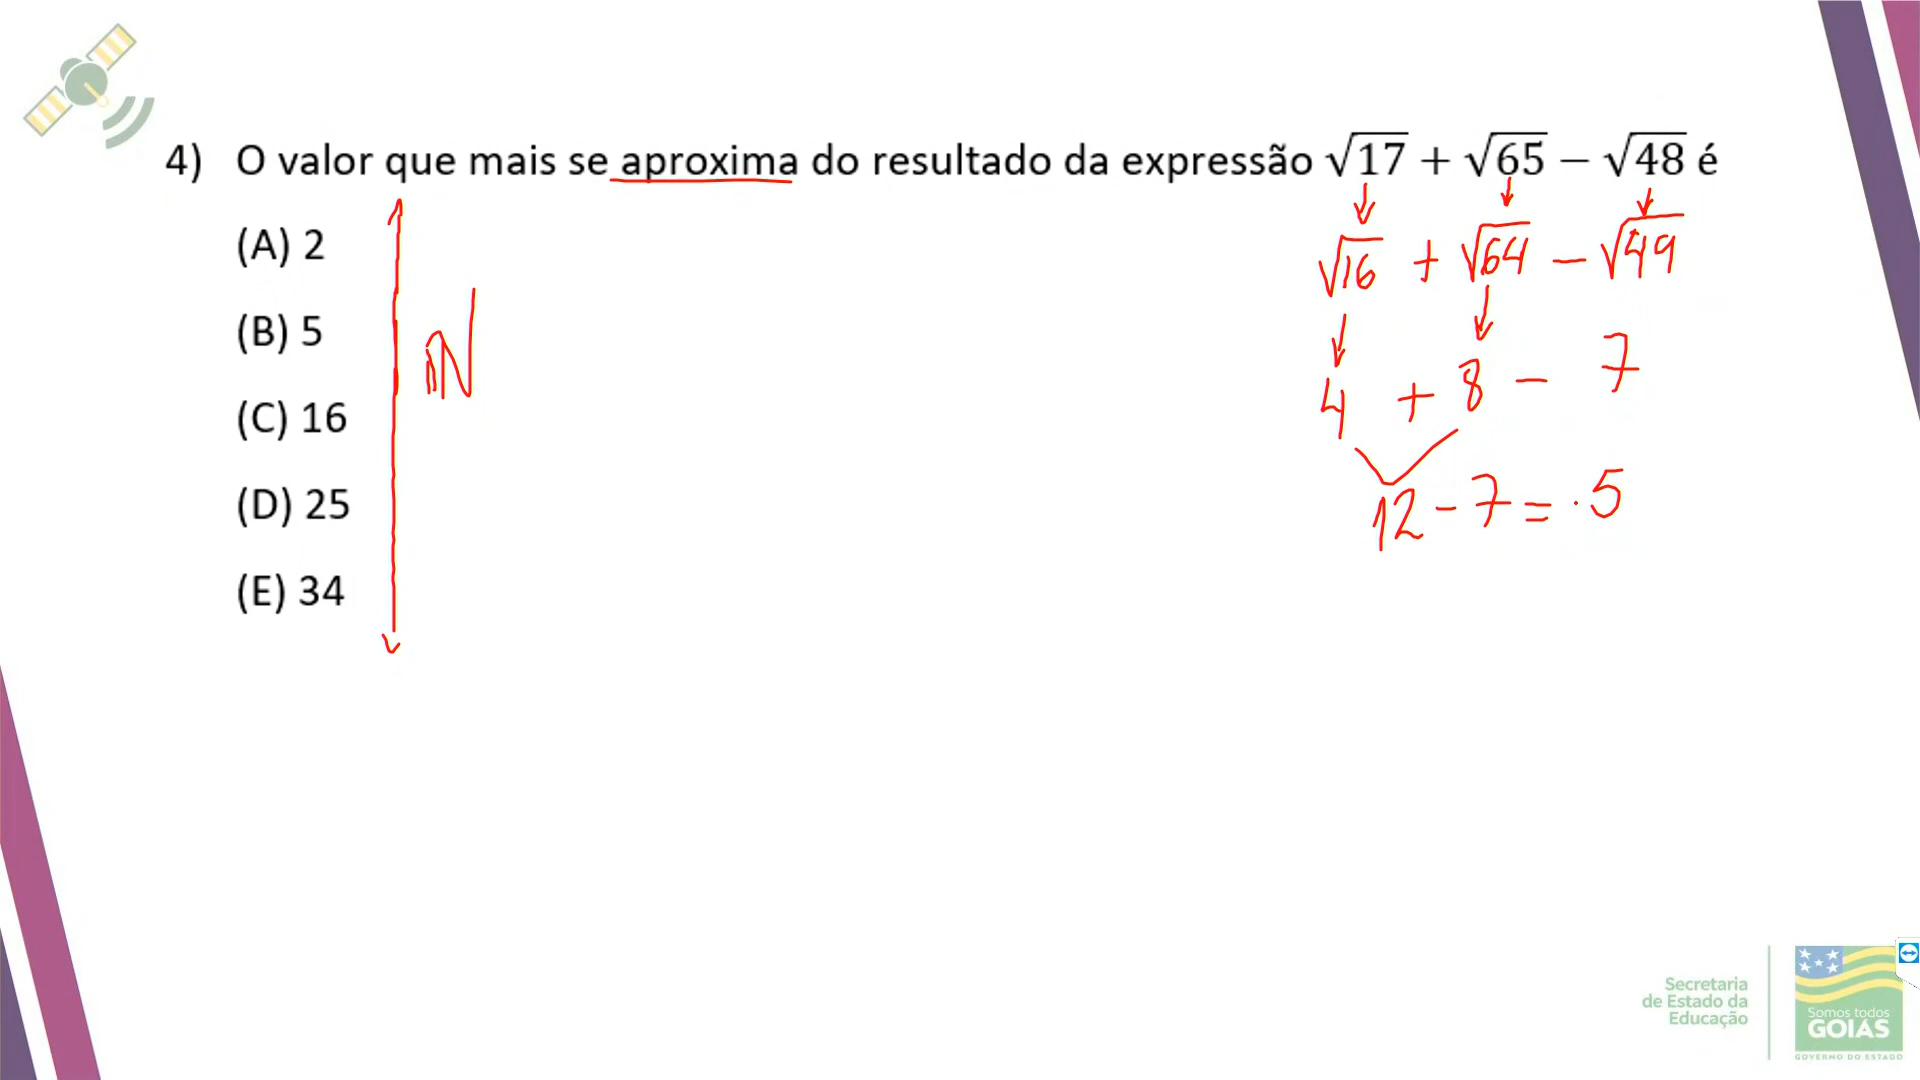 4) O valor que mais se aproxima do resultado da expressão √17 + √65 − √48 é
√16 + √64 − √49
(A) 2
(B) 5
ℕ
4 + 8 − 7
(C) 16
(D) 25
12 − 7 = 5
(E) 34
Secretaria
de Estado da
Educação
Somos todos
GOIÁS
GOVERNO DO ESTADO